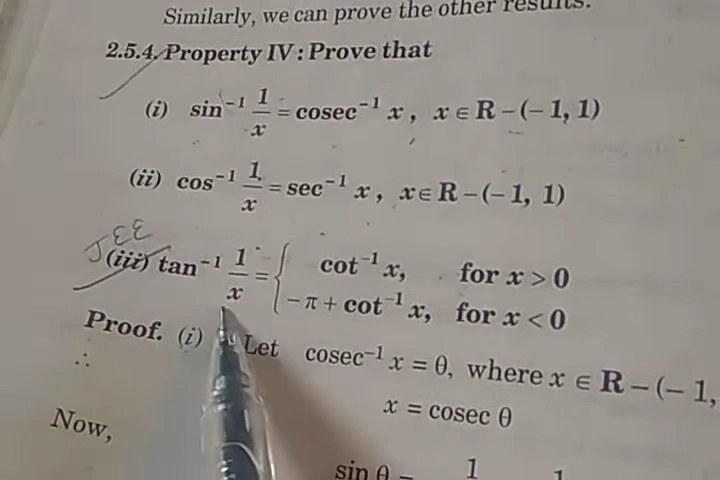 Similarly, we can prove the other results.
2.5.4. Property IV : Prove that
(i) sin⁻¹ 1/x = cosec⁻¹ x, x ∈ R – (– 1, 1)
(ii) cos⁻¹ 1/x = sec⁻¹ x, x ∈ R – (– 1, 1)
JEE
(iii) tan⁻¹ 1/x = { cot⁻¹ x, for x > 0
– π + cot⁻¹ x, for x < 0
Proof. (i) Let cosec⁻¹ x = θ, where x ∈ R – (– 1,
∴ x = cosec θ
Now, sin θ = 1 1